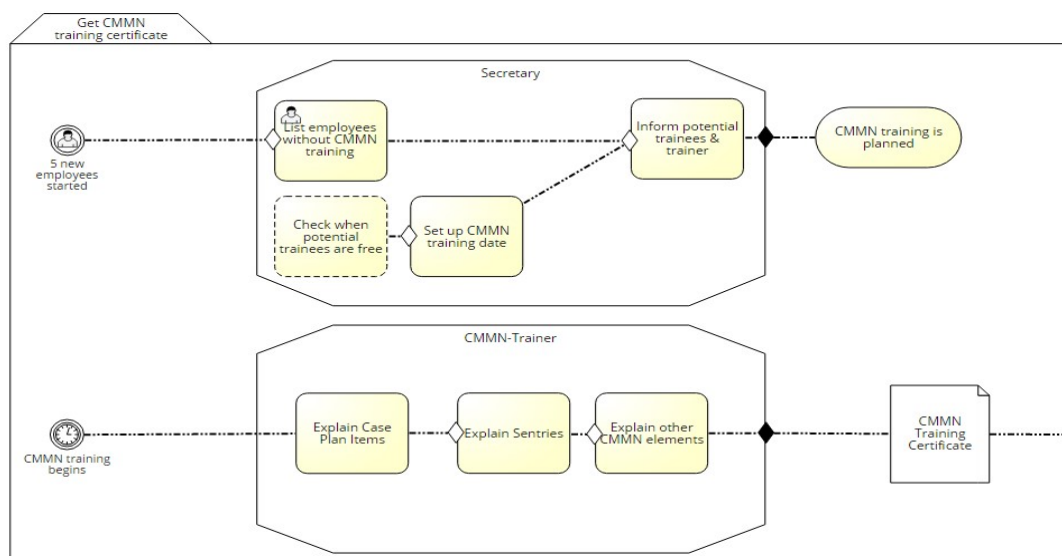 Get CMMN
training certificate
Secretary
List employees
without CMMN
training
Inform potential
trainees &
trainer
CMMN training is
planned
5 new
employees
started
Check when
potential
trainees are free
Set up CMMN
training date
CMMN-Trainer
Explain Case
Plan Items
Explain Sentries
Explain other
CMMN elements
CMMN
Training
Certificate
CMMN training
begins